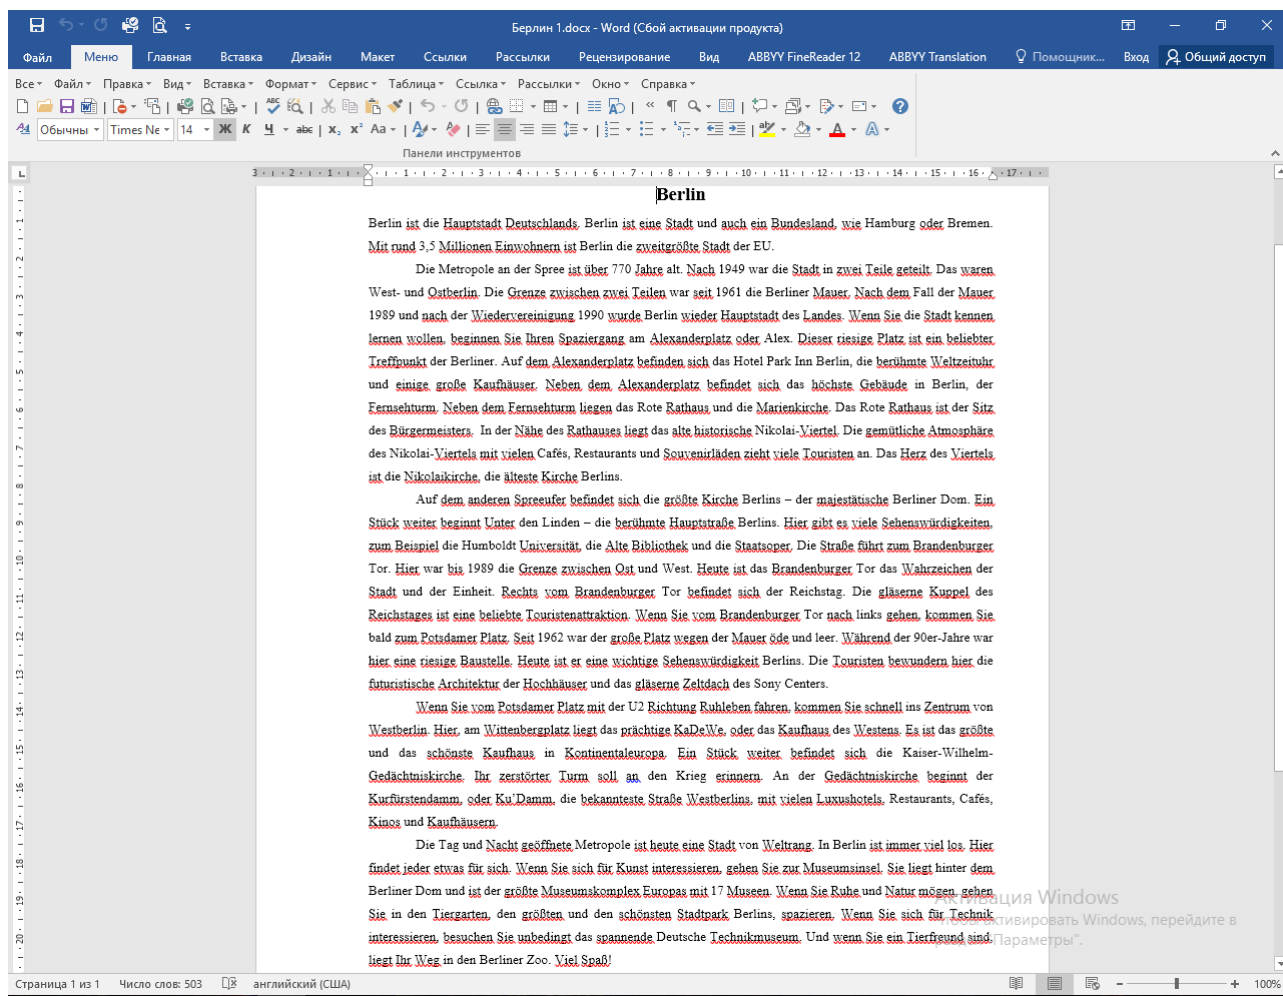 Берлин 1.docx - Word (Сбой активации продукта)
Файл Меню Главная Вставка Дизайн Макет Ссылки Рассылки Рецензирование Вид ABBYY FineReader 12 ABBYY Translation Помощник... Вход Общий доступ
Все Файл Правка Вид Вставка Формат Сервис Таблица Ссылка Рассылки Окно Справка
Обычны Times Ne 14 Ж К Ч abc x₂ x² Aa
Панели инструментов
3 2 1 1 2 3 4 5 6 7 8 9 10 11 12 13 14 15 16 17
Berlin
Berlin ist die Hauptstadt Deutschlands. Berlin ist eine Stadt und auch ein Bundesland, wie Hamburg oder Bremen.
Mit rund 3,5 Millionen Einwohnern ist Berlin die zweitgrößte Stadt der EU.
Die Metropole an der Spree ist über 770 Jahre alt. Nach 1949 war die Stadt in zwei Teile geteilt. Das waren
West- und Ostberlin. Die Grenze zwischen zwei Teilen war seit 1961 die Berliner Mauer. Nach dem Fall der Mauer
1989 und nach der Wiedervereinigung 1990 wurde Berlin wieder Hauptstadt des Landes. Wenn Sie die Stadt kennen
lernen wollen, beginnen Sie Ihren Spaziergang am Alexanderplatz oder Alex. Dieser riesige Platz ist ein beliebter
Treffpunkt der Berliner. Auf dem Alexanderplatz befinden sich das Hotel Park Inn Berlin, die berühmte Weltzeituhr
und einige große Kaufhäuser. Neben dem Alexanderplatz befindet sich das höchste Gebäude in Berlin, der
Fernsehturm. Neben dem Fernsehturm liegen das Rote Rathaus und die Marienkirche. Das Rote Rathaus ist der Sitz
des Bürgermeisters. In der Nähe des Rathauses liegt das alte historische Nikolai-Viertel. Die gemütliche Atmosphäre
des Nikolai-Viertels mit vielen Cafés, Restaurants und Souvenirläden zieht viele Touristen an. Das Herz des Viertels
ist die Nikolaikirche, die älteste Kirche Berlins.
Auf dem anderen Spreeufer befindet sich die größte Kirche Berlins – der majestätische Berliner Dom. Ein
Stück weiter beginnt Unter den Linden – die berühmte Hauptstraße Berlins. Hier gibt es viele Sehenswürdigkeiten,
zum Beispiel die Humboldt Universität, die Alte Bibliothek und die Staatsoper. Die Straße führt zum Brandenburger
Tor. Hier war bis 1989 die Grenze zwischen Ost und West. Heute ist das Brandenburger Tor das Wahrzeichen der
Stadt und der Einheit. Rechts vom Brandenburger Tor befindet sich der Reichstag. Die gläserne Kuppel des
Reichstages ist eine beliebte Touristenattraktion. Wenn Sie vom Brandenburger Tor nach links gehen, kommen Sie
bald zum Potsdamer Platz. Seit 1962 war der große Platz wegen der Mauer öde und leer. Während der 90er-Jahre war
hier eine riesige Baustelle. Heute ist er eine wichtige Sehenswürdigkeit Berlins. Die Touristen bewundern hier die
futuristische Architektur der Hochhäuser und das gläserne Zeltdach des Sony Centers.
Wenn Sie vom Potsdamer Platz mit der U2 Richtung Ruhleben fahren, kommen Sie schnell ins Zentrum von
Westberlin. Hier, am Wittenbergplatz liegt das prächtige KaDeWe, oder das Kaufhaus des Westens. Es ist das größte
und das schönste Kaufhaus in Kontinentaleuropa. Ein Stück weiter befindet sich die Kaiser-Wilhelm-
Gedächtniskirche. Ihr zerstörter Turm soll an den Krieg erinnern. An der Gedächtniskirche beginnt der
Kurfürstendamm, oder Ku’Damm, die bekannteste Straße Westberlins, mit vielen Luxushotels, Restaurants, Cafés,
Kinos und Kaufhäusern.
Die Tag und Nacht geöffnete Metropole ist heute eine Stadt von Weltrang. In Berlin ist immer viel los. Hier
findet jeder etwas für sich. Wenn Sie sich für Kunst interessieren, gehen Sie zur Museumsinsel. Sie liegt hinter dem
Berliner Dom und ist der größte Museumskomplex Europas mit 17 Museen. Wenn Sie Ruhe und Natur mögen, gehen
Sie in den Tiergarten, den größten und den schönsten Stadtpark Berlins, spazieren. Wenn Sie sich für Technik
interessieren, besuchen Sie unbedingt das spannende Deutsche Technikmuseum. Und wenn Sie ein Tierfreund sind,
liegt Ihr Weg in den Berliner Zoo. Viel Spaß!
Активация Windows
активировать Windows, перейдите в
"Параметры".
Страница 1 из 1 Число слов: 503 английский (США) 100%